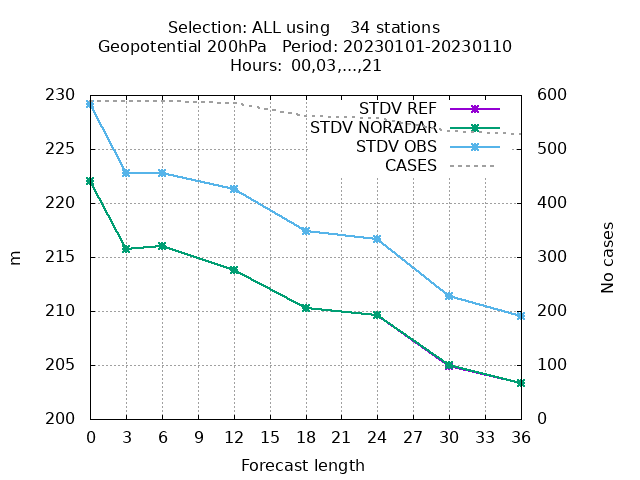 Selection: ALL using    34 stations
Geopotential 200hPa   Period: 20230101-20230110
Hours: 00,03,...,21
STDV REF
STDV NORADAR
STDV OBS
CASES
230
225
220
215
210
205
200
m
600
500
400
300
200
100
0
No cases
0 3 6 9 12 15 18 21 24 27 30 33 36
Forecast length